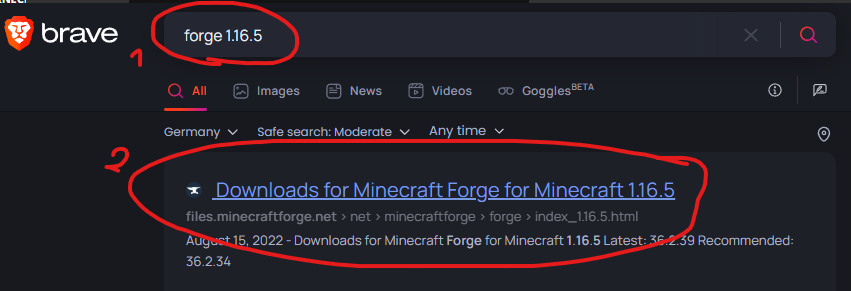 brave
forge 1.16.5
1
All Images News Videos Goggles BETA
Germany Safe search: Moderate Any time
2
Downloads for Minecraft Forge for Minecraft 1.16.5
files.minecraftforge.net › net › minecraftforge › forge › index_1.16.5.html
August 15, 2022 - Downloads for Minecraft Forge for Minecraft 1.16.5 Latest: 36.2.39 Recommended:
36.2.34